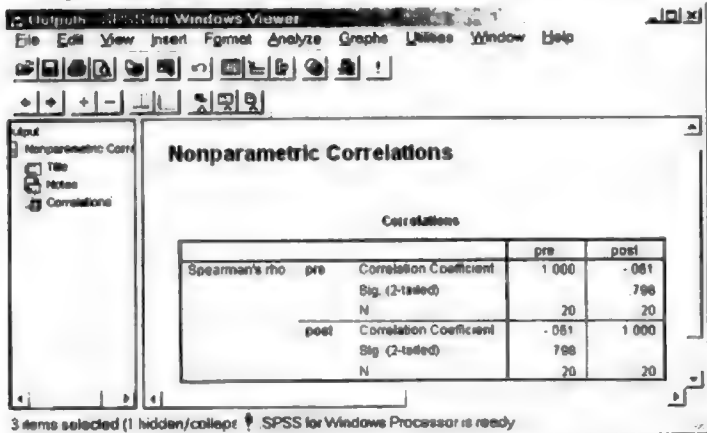 Output SPSS for Windows Viewer
File Edit View Insert Format Analyze Graphs Utilities Window Help
Output
Nonparametric Corre
Title
Notes
Correlations
Nonparametric Correlations
Correlations
pre post
Spearman's rho pre Correlation Coefficient 1.000 -.061
Sig. (2-tailed) .798
N 20 20
post Correlation Coefficient -.061 1.000
Sig. (2-tailed) .798
N 20 20
3 items selected (1 hidden/collaps SPSS for Windows Processor is ready